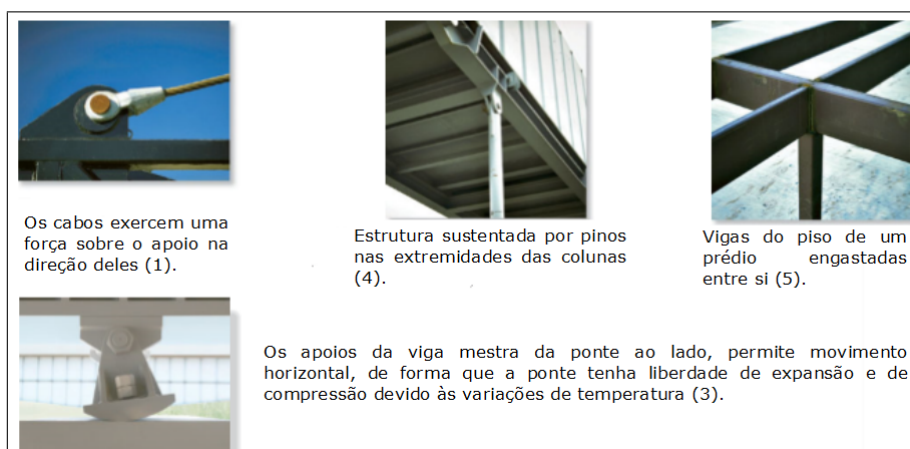 Os cabos exercem uma
força sobre o apoio na
direção deles (1).
Estrutura sustentada por pinos
nas extremidades das colunas
(4).
Vigas do piso de um
prédio engastadas
entre si (5).
Os apoios da viga mestra da ponte ao lado, permite movimento
horizontal, de forma que a ponte tenha liberdade de expansão e de
compressão devido às variações de temperatura (3).